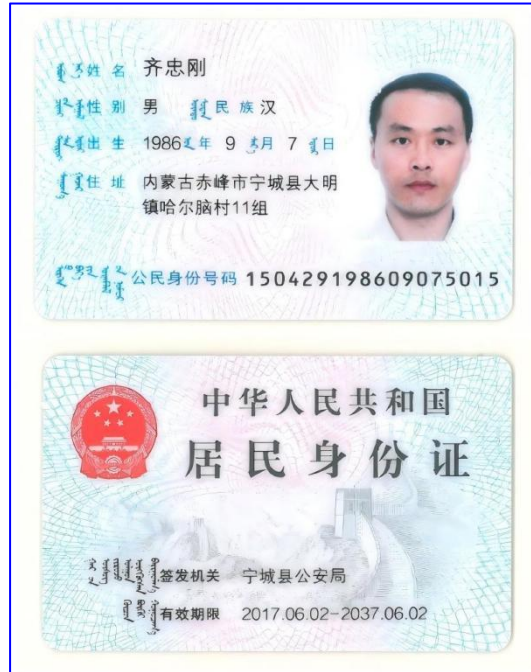 姓名 齐忠刚
性别 男 民族 汉
出生 1986年 9月 7日
住址 内蒙古赤峰市宁城县大明
镇哈尔脑村11组
公民身份号码 150429198609075015
中华人民共和国
居民身份证
签发机关 宁城县公安局
有效期限 2017.06.02-2037.06.02